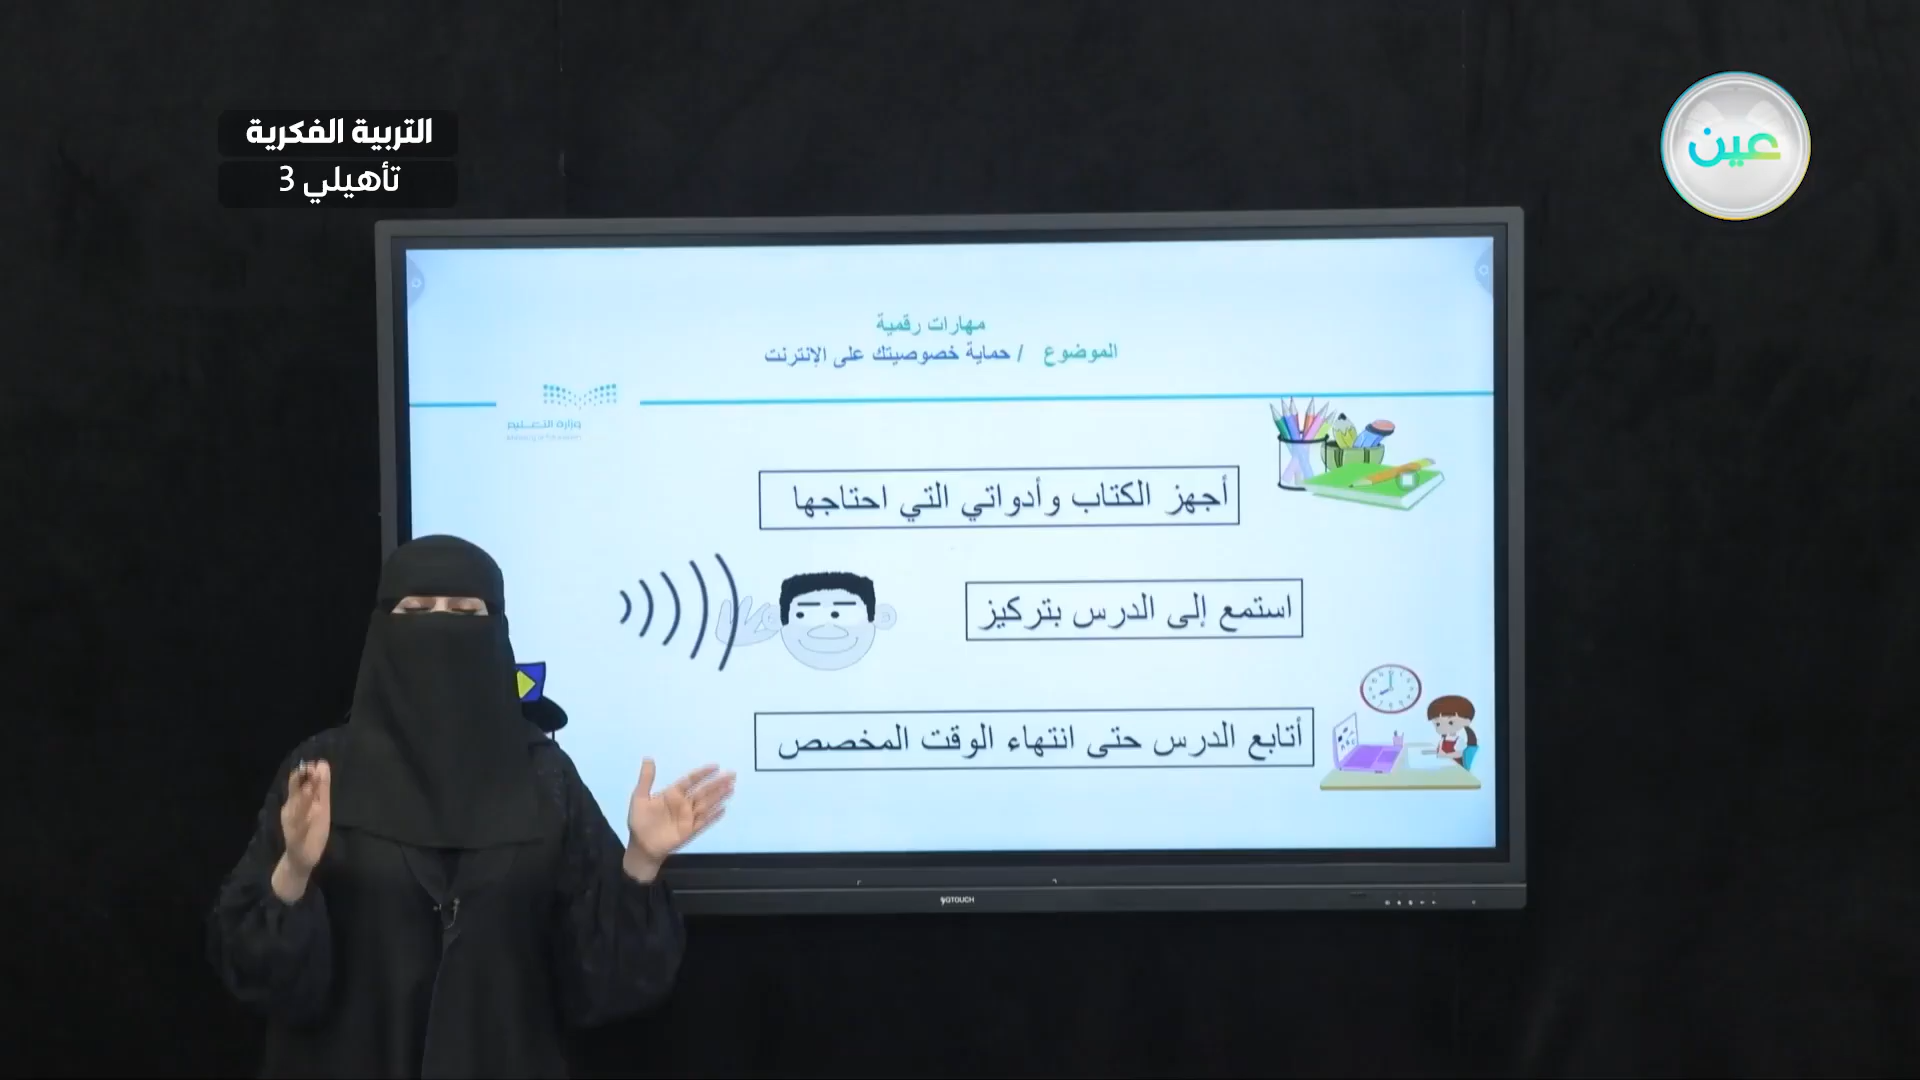 التربية الفكرية
تأهيلي 3
عين
مهارات رقمية
الموضوع / حماية خصوصيتك على الإنترنت
وزارة التعليم
أجهز الكتاب وأدواتي التي احتاجها
استمع إلى الدرس بتركيز
أتابع الدرس حتى انتهاء الوقت المخصص
TOUCH